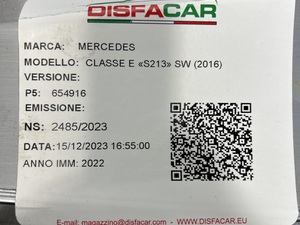 DISFACAR
MARCA: MERCEDES
MODELLO: CLASSE E «S213» SW (2016)
VERSIONE:
P5: 654916
EMISSIONE:
NS: 2485/2023
DATA:15/12/2023 16:55:00
ANNO IMM: 2022
E-mail: magazzino@disfacar.com - WWW.DISFACAR.EU